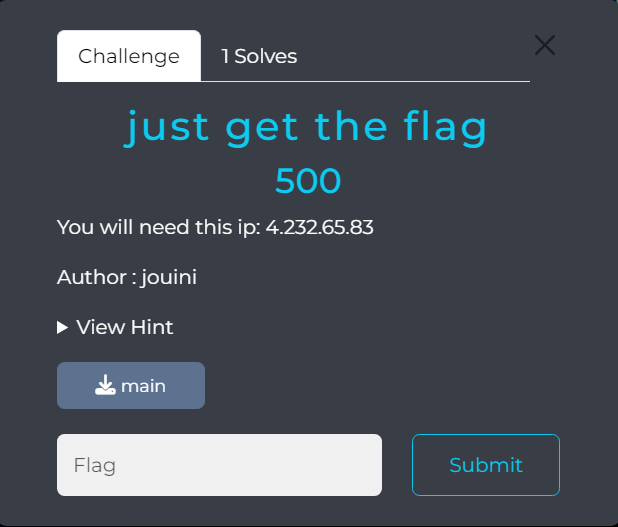 Challenge
1 Solves
just get the flag
500
You will need this ip: 4.232.65.83
Author : jouini
View Hint
main
Flag
Submit